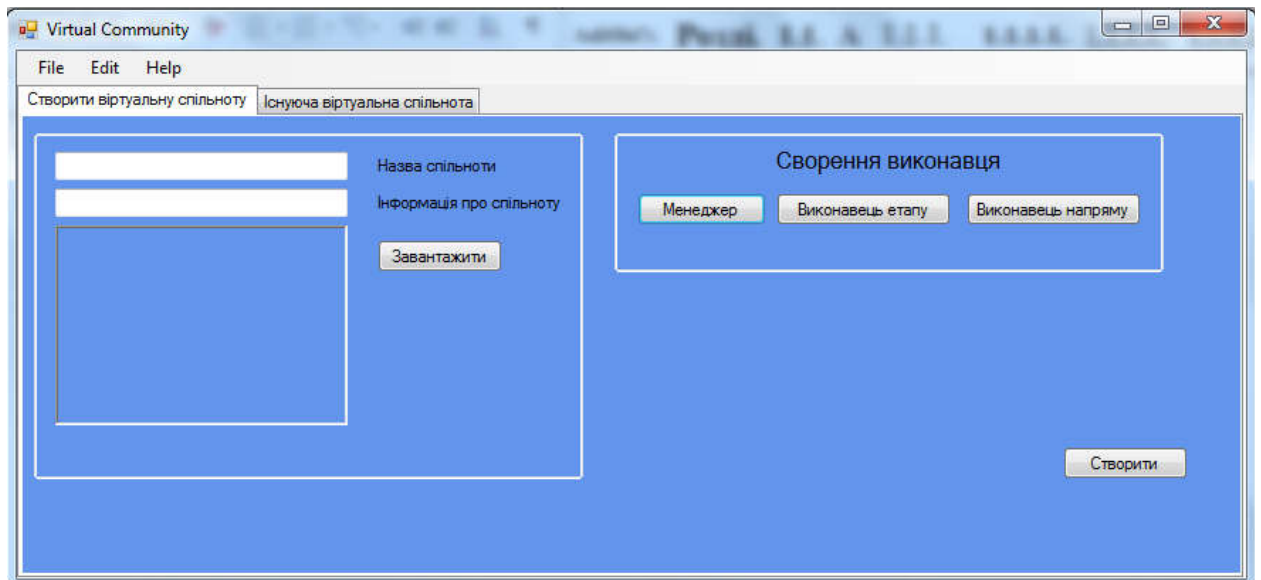 Virtual Community
File Edit Help
Створити віртуальну спільноту Існуюча віртуальна спільнота
Назва спільноти
Інформація про спільноту
Завантажити
Сворення виконавця
Менеджер Виконавець етапу Виконавець напряму
Створити